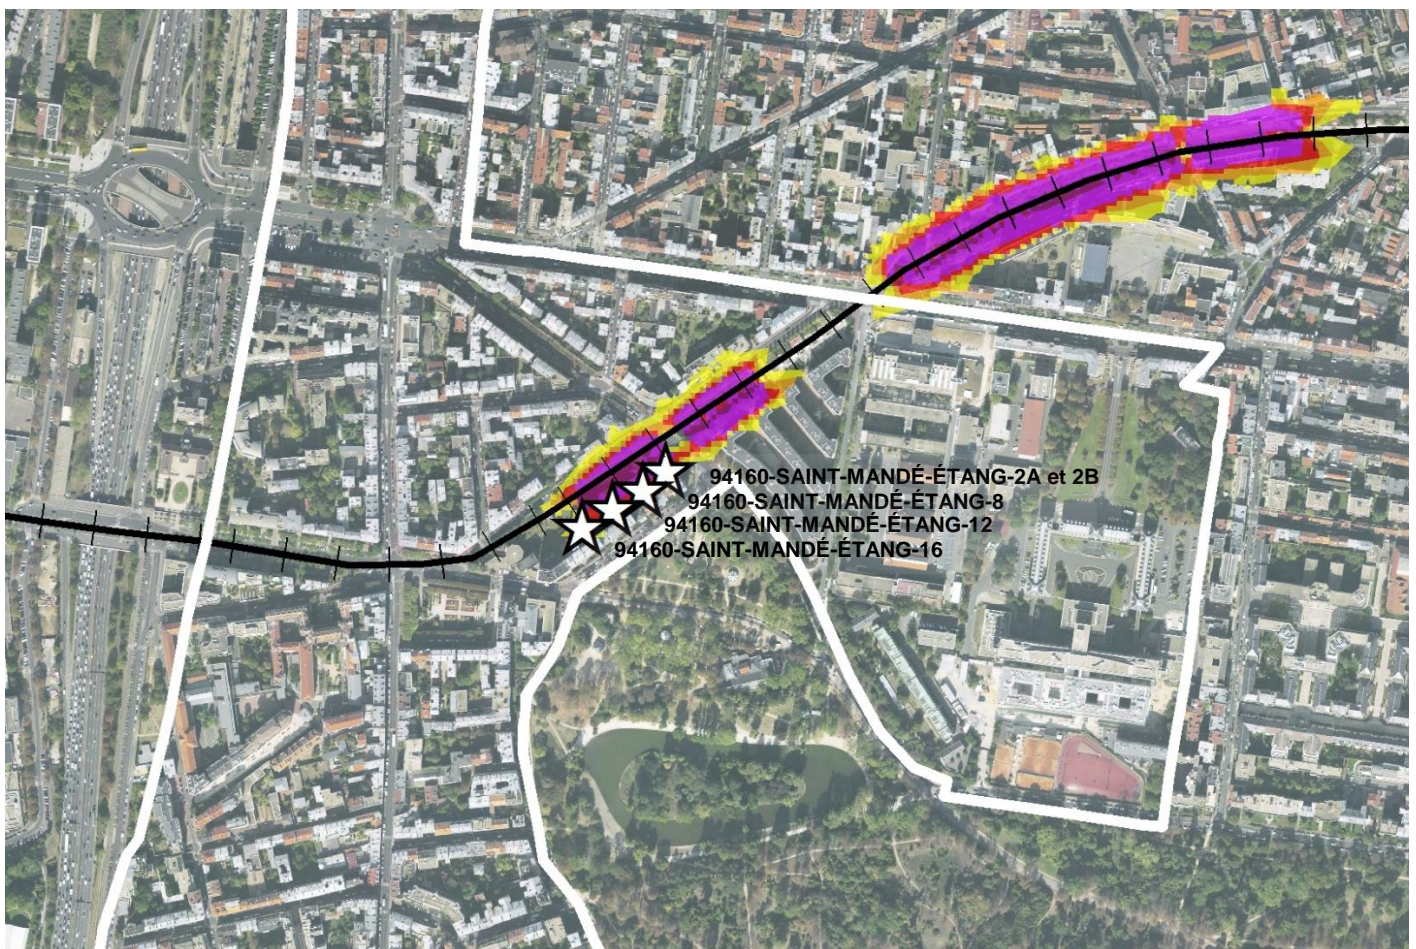 94160-SAINT-MANDÉ-ÉTANG-2A et 2B
94160-SAINT-MANDÉ-ÉTANG-8
94160-SAINT-MANDÉ-ÉTANG-12
94160-SAINT-MANDÉ-ÉTANG-16